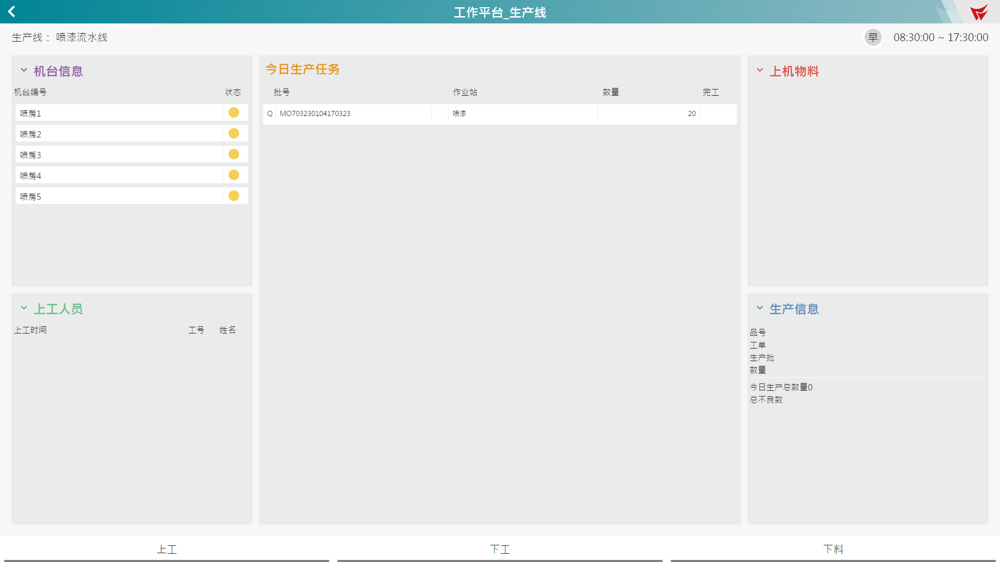 工作平台_生产线
生产线： 喷漆流水线
早 08:30:00 ~ 17:30:00
机台信息
机台编号 状态
喷房1
喷房2
喷房3
喷房4
喷房5
上工人员
上工时间 工号 姓名
今日生产任务
批号 作业站 数量 完工
Q MO703230104170323 喷漆 20
上机物料
生产信息
品号
工单
生产批
数量
今日生产总数量0
总不良数
上工 下工 下料